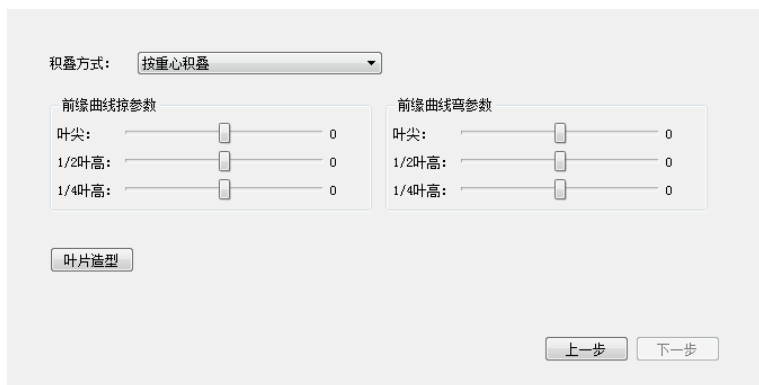 积叠方式： 按重心积叠
前缘曲线掠参数 前缘曲线弯参数
叶尖： 0 叶尖： 0
1/2叶高： 0 1/2叶高： 0
1/4叶高： 0 1/4叶高： 0
叶片造型
上一步 下一步